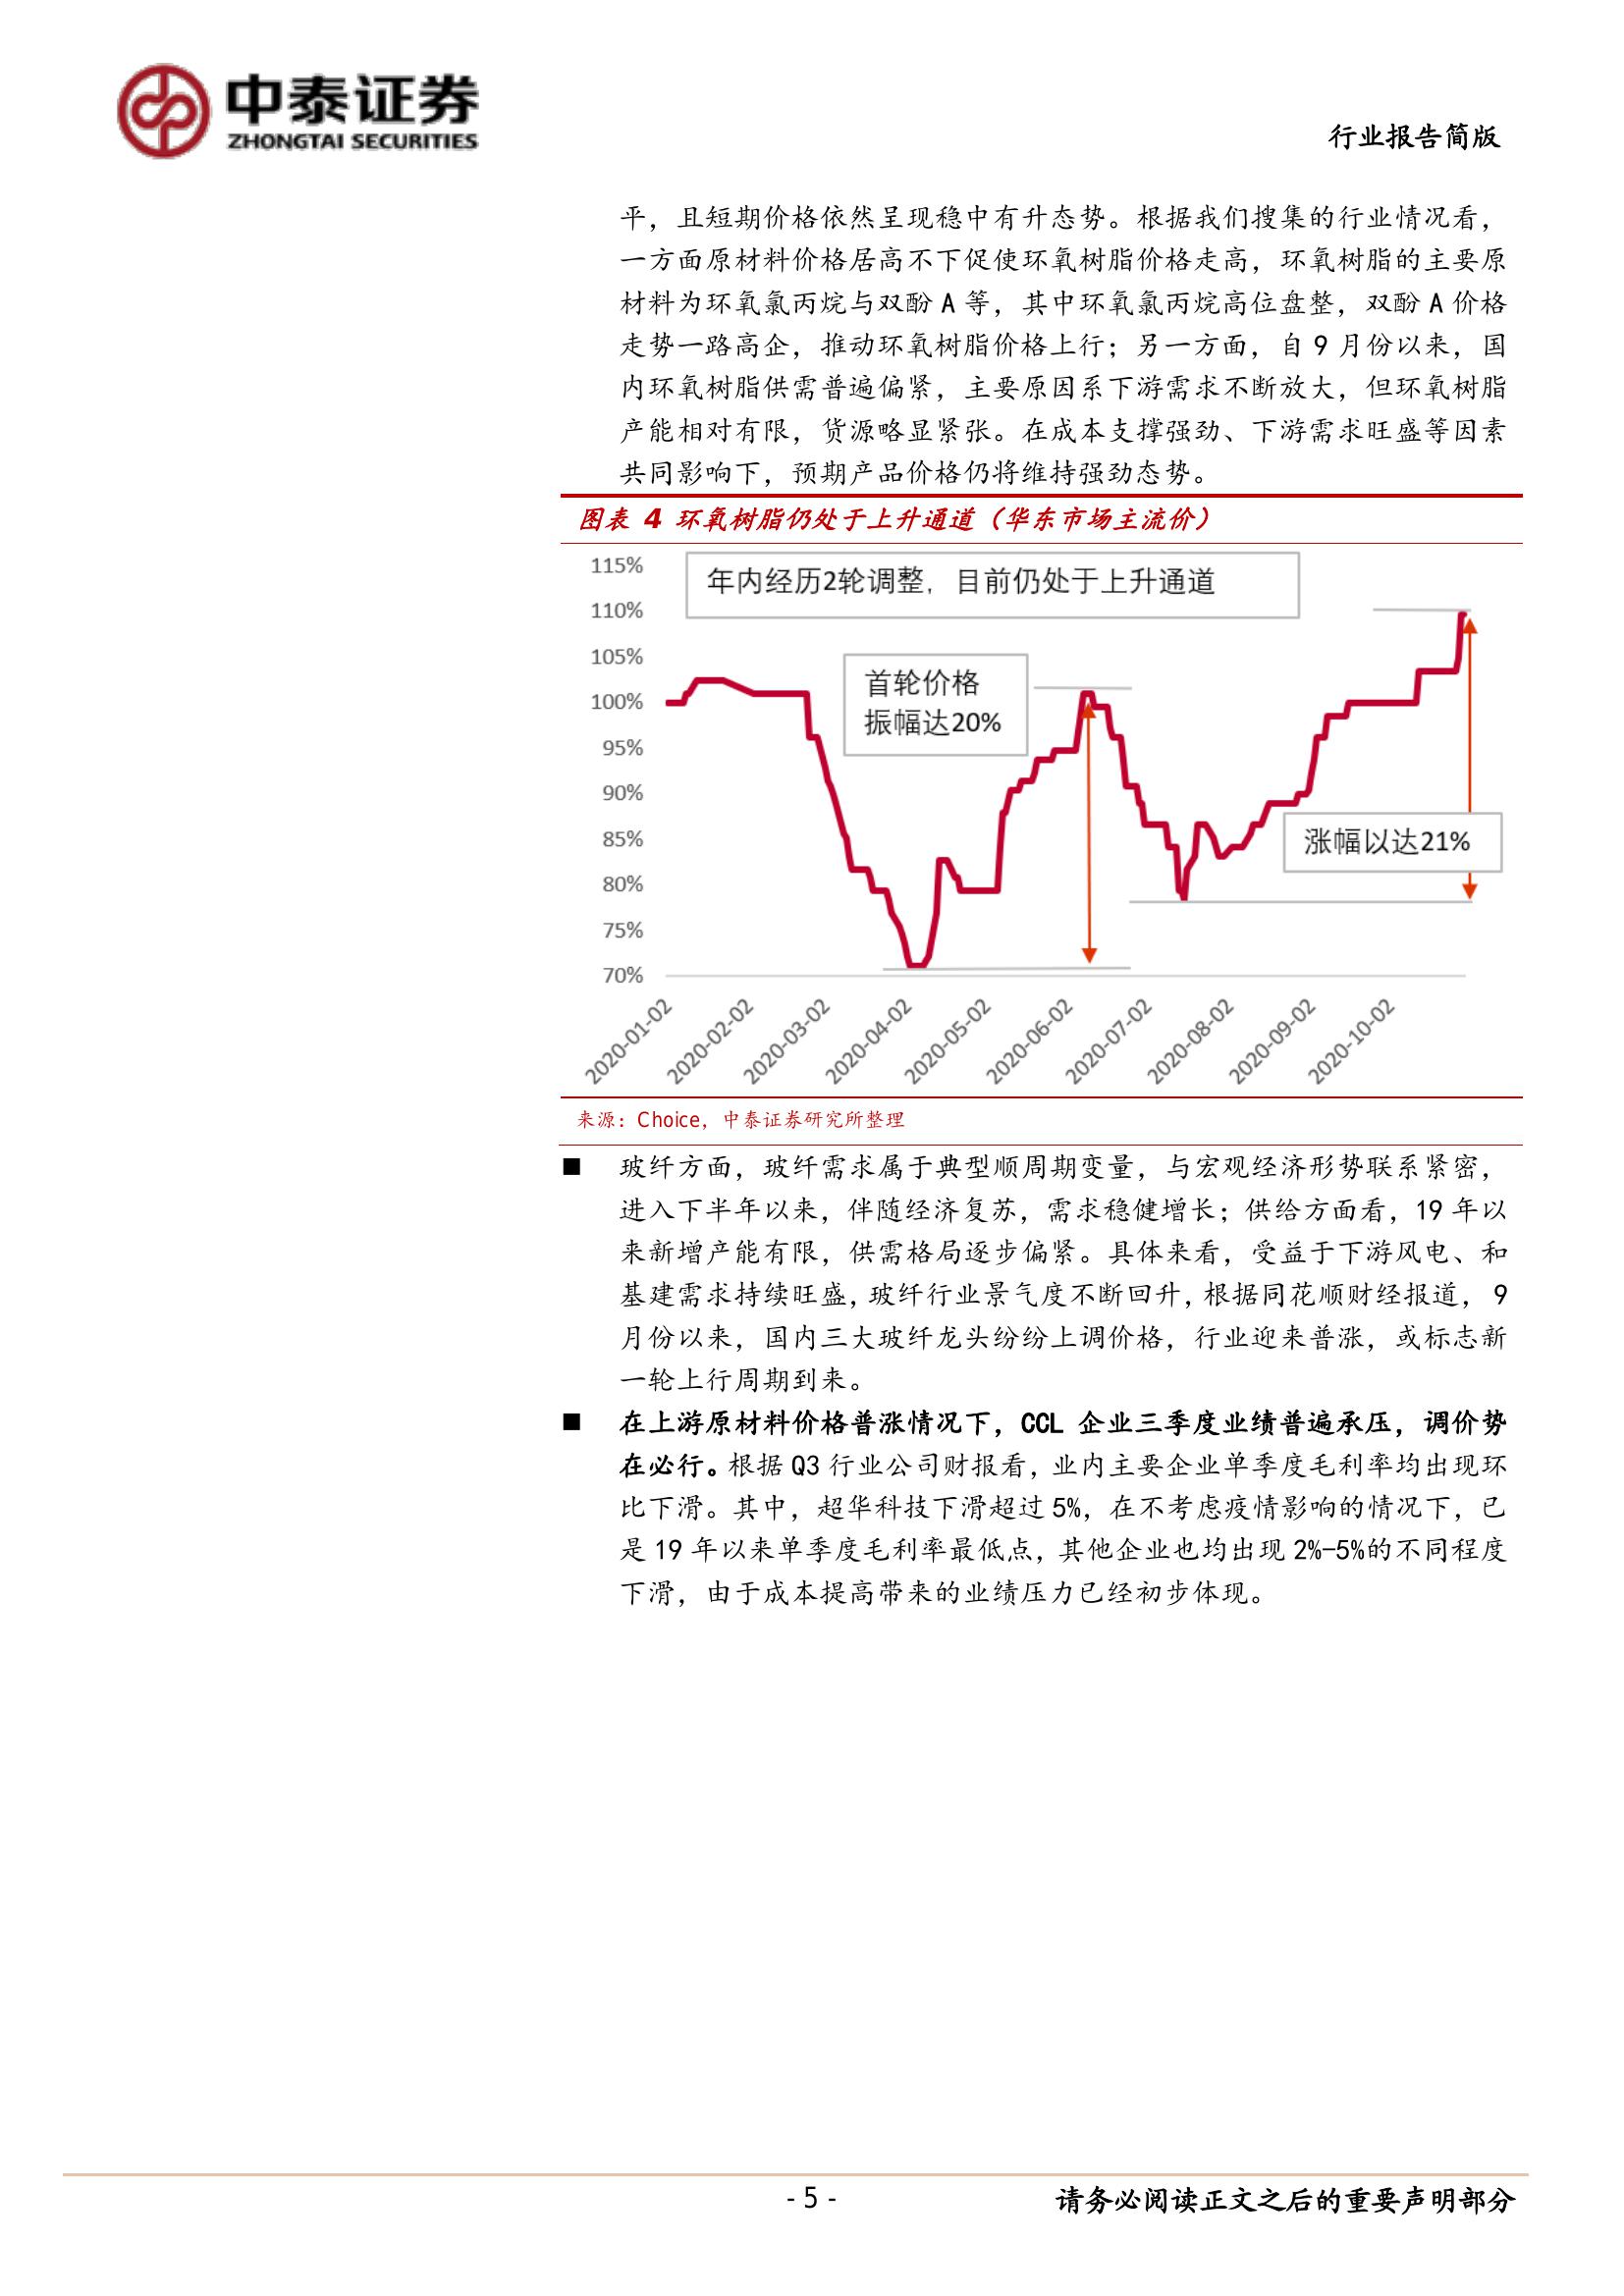 中泰证券
ZHONGTAI SECURITIES
行业报告简版
平，且短期价格依然呈现稳中有升态势。根据我们搜集的行业情况看，
一方面原材料价格居高不下促使环氧树脂价格走高，环氧树脂的主要原
材料为环氧氯丙烷与双酚 A 等，其中环氧氯丙烷高位盘整，双酚 A 价格
走势一路高企，推动环氧树脂价格上行；另一方面，自 9 月份以来，国
内环氧树脂供需普遍偏紧，主要原因系下游需求不断放大，但环氧树脂
产能相对有限，货源略显紧张。在成本支撑强劲、下游需求旺盛等因素
共同影响下，预期产品价格仍将维持强劲态势。
图表 4 环氧树脂仍处于上升通道（华东市场主流价）
115%
110%
105%
100%
95%
90%
85%
80%
75%
70%
年内经历2轮调整，目前仍处于上升通道
首轮价格
振幅达20%
涨幅以达21%
2020-01-02
2020-02-02
2020-03-02
2020-04-02
2020-05-02
2020-06-02
2020-07-02
2020-08-02
2020-09-02
2020-10-02
来源：Choice，中泰证券研究所整理
■ 玻纤方面，玻纤需求属于典型顺周期变量，与宏观经济形势联系紧密，
进入下半年以来，伴随经济复苏，需求稳健增长；供给方面看，19 年以
来新增产能有限，供需格局逐步偏紧。具体来看，受益于下游风电、和
基建需求持续旺盛，玻纤行业景气度不断回升，根据同花顺财经报道， 9
月份以来，国内三大玻纤龙头纷纷上调价格，行业迎来普涨，或标志新
一轮上行周期到来。
■ 在上游原材料价格普涨情况下，CCL 企业三季度业绩普遍承压，调价势
在必行。根据 Q3 行业公司财报看，业内主要企业单季度毛利率均出现环
比下滑。其中，超华科技下滑超过 5%，在不考虑疫情影响的情况下，已
是 19 年以来单季度毛利率最低点，其他企业也均出现 2%-5%的不同程度
下滑，由于成本提高带来的业绩压力已经初步体现。
- 5 -
请务必阅读正文之后的重要声明部分